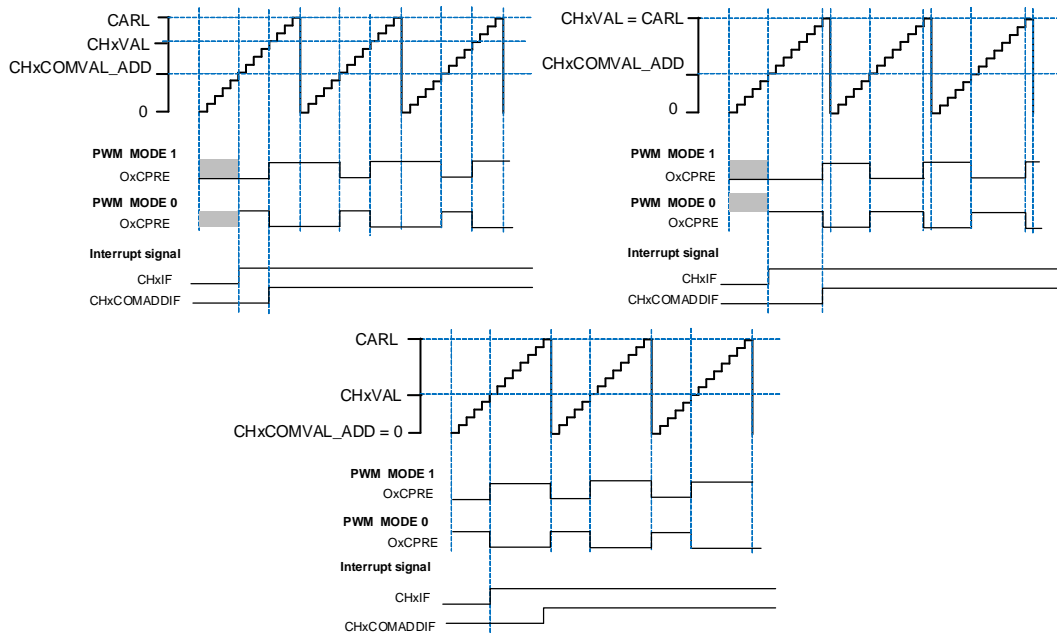 CARL
CHxVAL
CHxCOMVAL_ADD
0
PWM MODE 1
OxCPRE
PWM MODE 0
OxCPRE
Interrupt signal
CHxIF
CHxCOMADDIF
CHxVAL = CARL
CHxCOMVAL_ADD
0
PWM MODE 1
OxCPRE
PWM MODE 0
OxCPRE
Interrupt signal
CHxIF
CHxCOMADDIF
CARL
CHxVAL
CHxCOMVAL_ADD = 0
PWM MODE 1
OxCPRE
PWM MODE 0
OxCPRE
Interrupt signal
CHxIF
CHxCOMADDIF